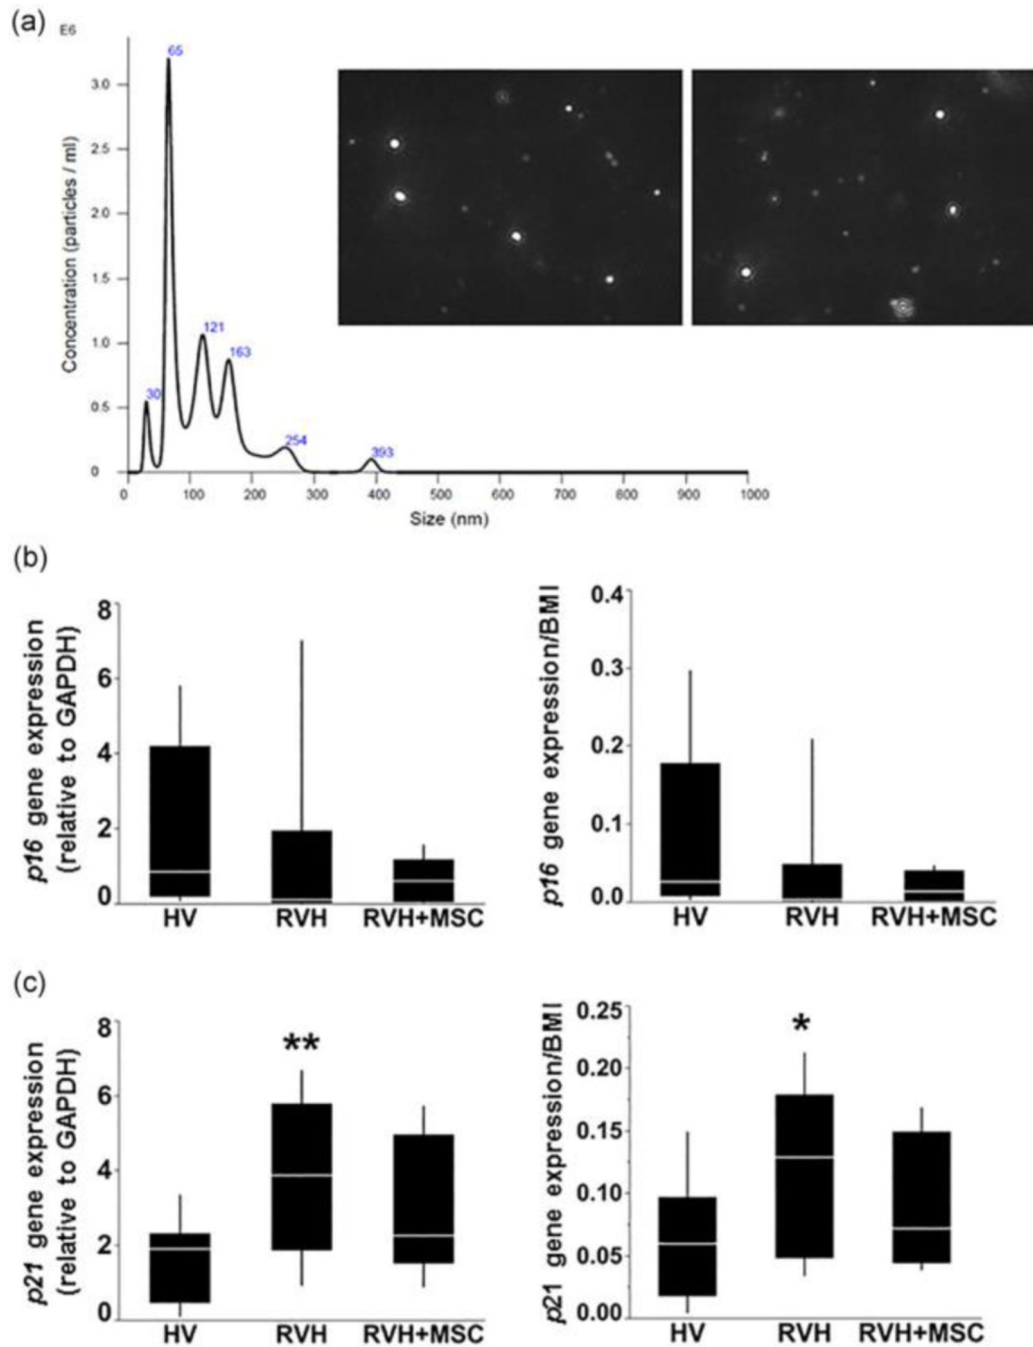 (a)
E6
Concentration (particles / ml)
3.0
2.5
2.0
1.5
1.0
0.5
0
65
30
121
163
254
393
0 100 200 300 400 500 600 700 800 900 1000
Size (nm)
(b)
p16 gene expression
(relative to GAPDH)
8
6
4
2
0
HV RVH RVH+MSC
p16 gene expression/BMI
0.4
0.3
0.2
0.1
0.0
HV RVH RVH+MSC
(c)
p21 gene expression
(relative to GAPDH)
8
6
4
2
0
**
HV RVH RVH+MSC
p21 gene expression/BMI
0.25
0.20
0.15
0.10
0.05
0.00
*
HV RVH RVH+MSC